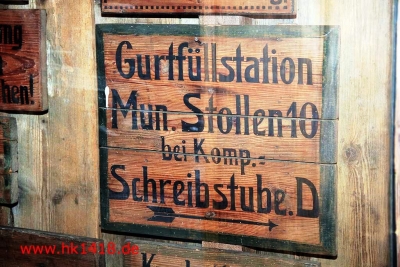 Gurtfüllstation
Mun. Stollen 10
bei Komp.=
Schreibstube. D
www.hk1418.de